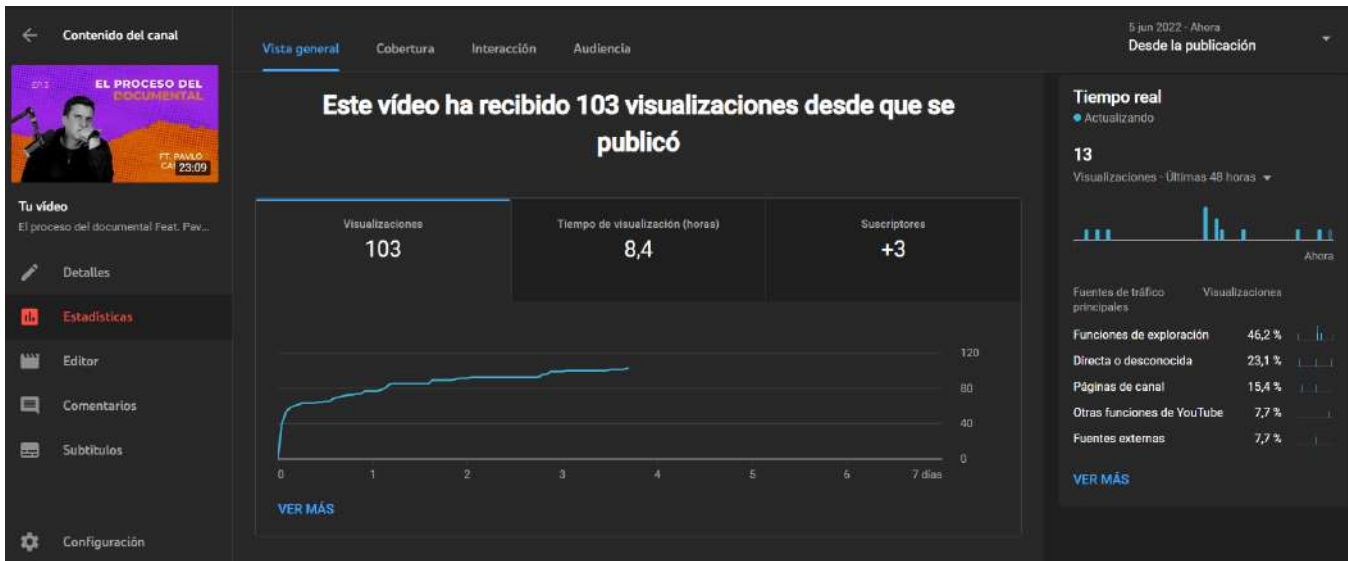 Contenido del canal
EL PROCESO DEL
DOCUMENTAL
FT. PAVLO
23:09
Tu vídeo
El proceso del documental Feat. Pav...
Detalles
Estadísticas
Editor
Comentarios
Subtítulos
Configuración
Vista general
Cobertura
Interacción
Audiencia
5 jun 2022 - Ahora
Desde la publicación
Este vídeo ha recibido 103 visualizaciones desde que se
publicó
Visualizaciones
103
Tiempo de visualización (horas)
8,4
Suscriptores
+3
120
80
40
0
0 1 2 3 4 5 6 7 días
VER MÁS
Tiempo real
Actualizando
13
Visualizaciones - Últimas 48 horas
Ahora
Fuentes de tráfico Visualizaciones
principales
Funciones de exploración 46,2 %
Directa o desconocida 23,1 %
Páginas de canal 15,4 %
Otras funciones de YouTube 7,7 %
Fuentes externas 7,7 %
VER MÁS